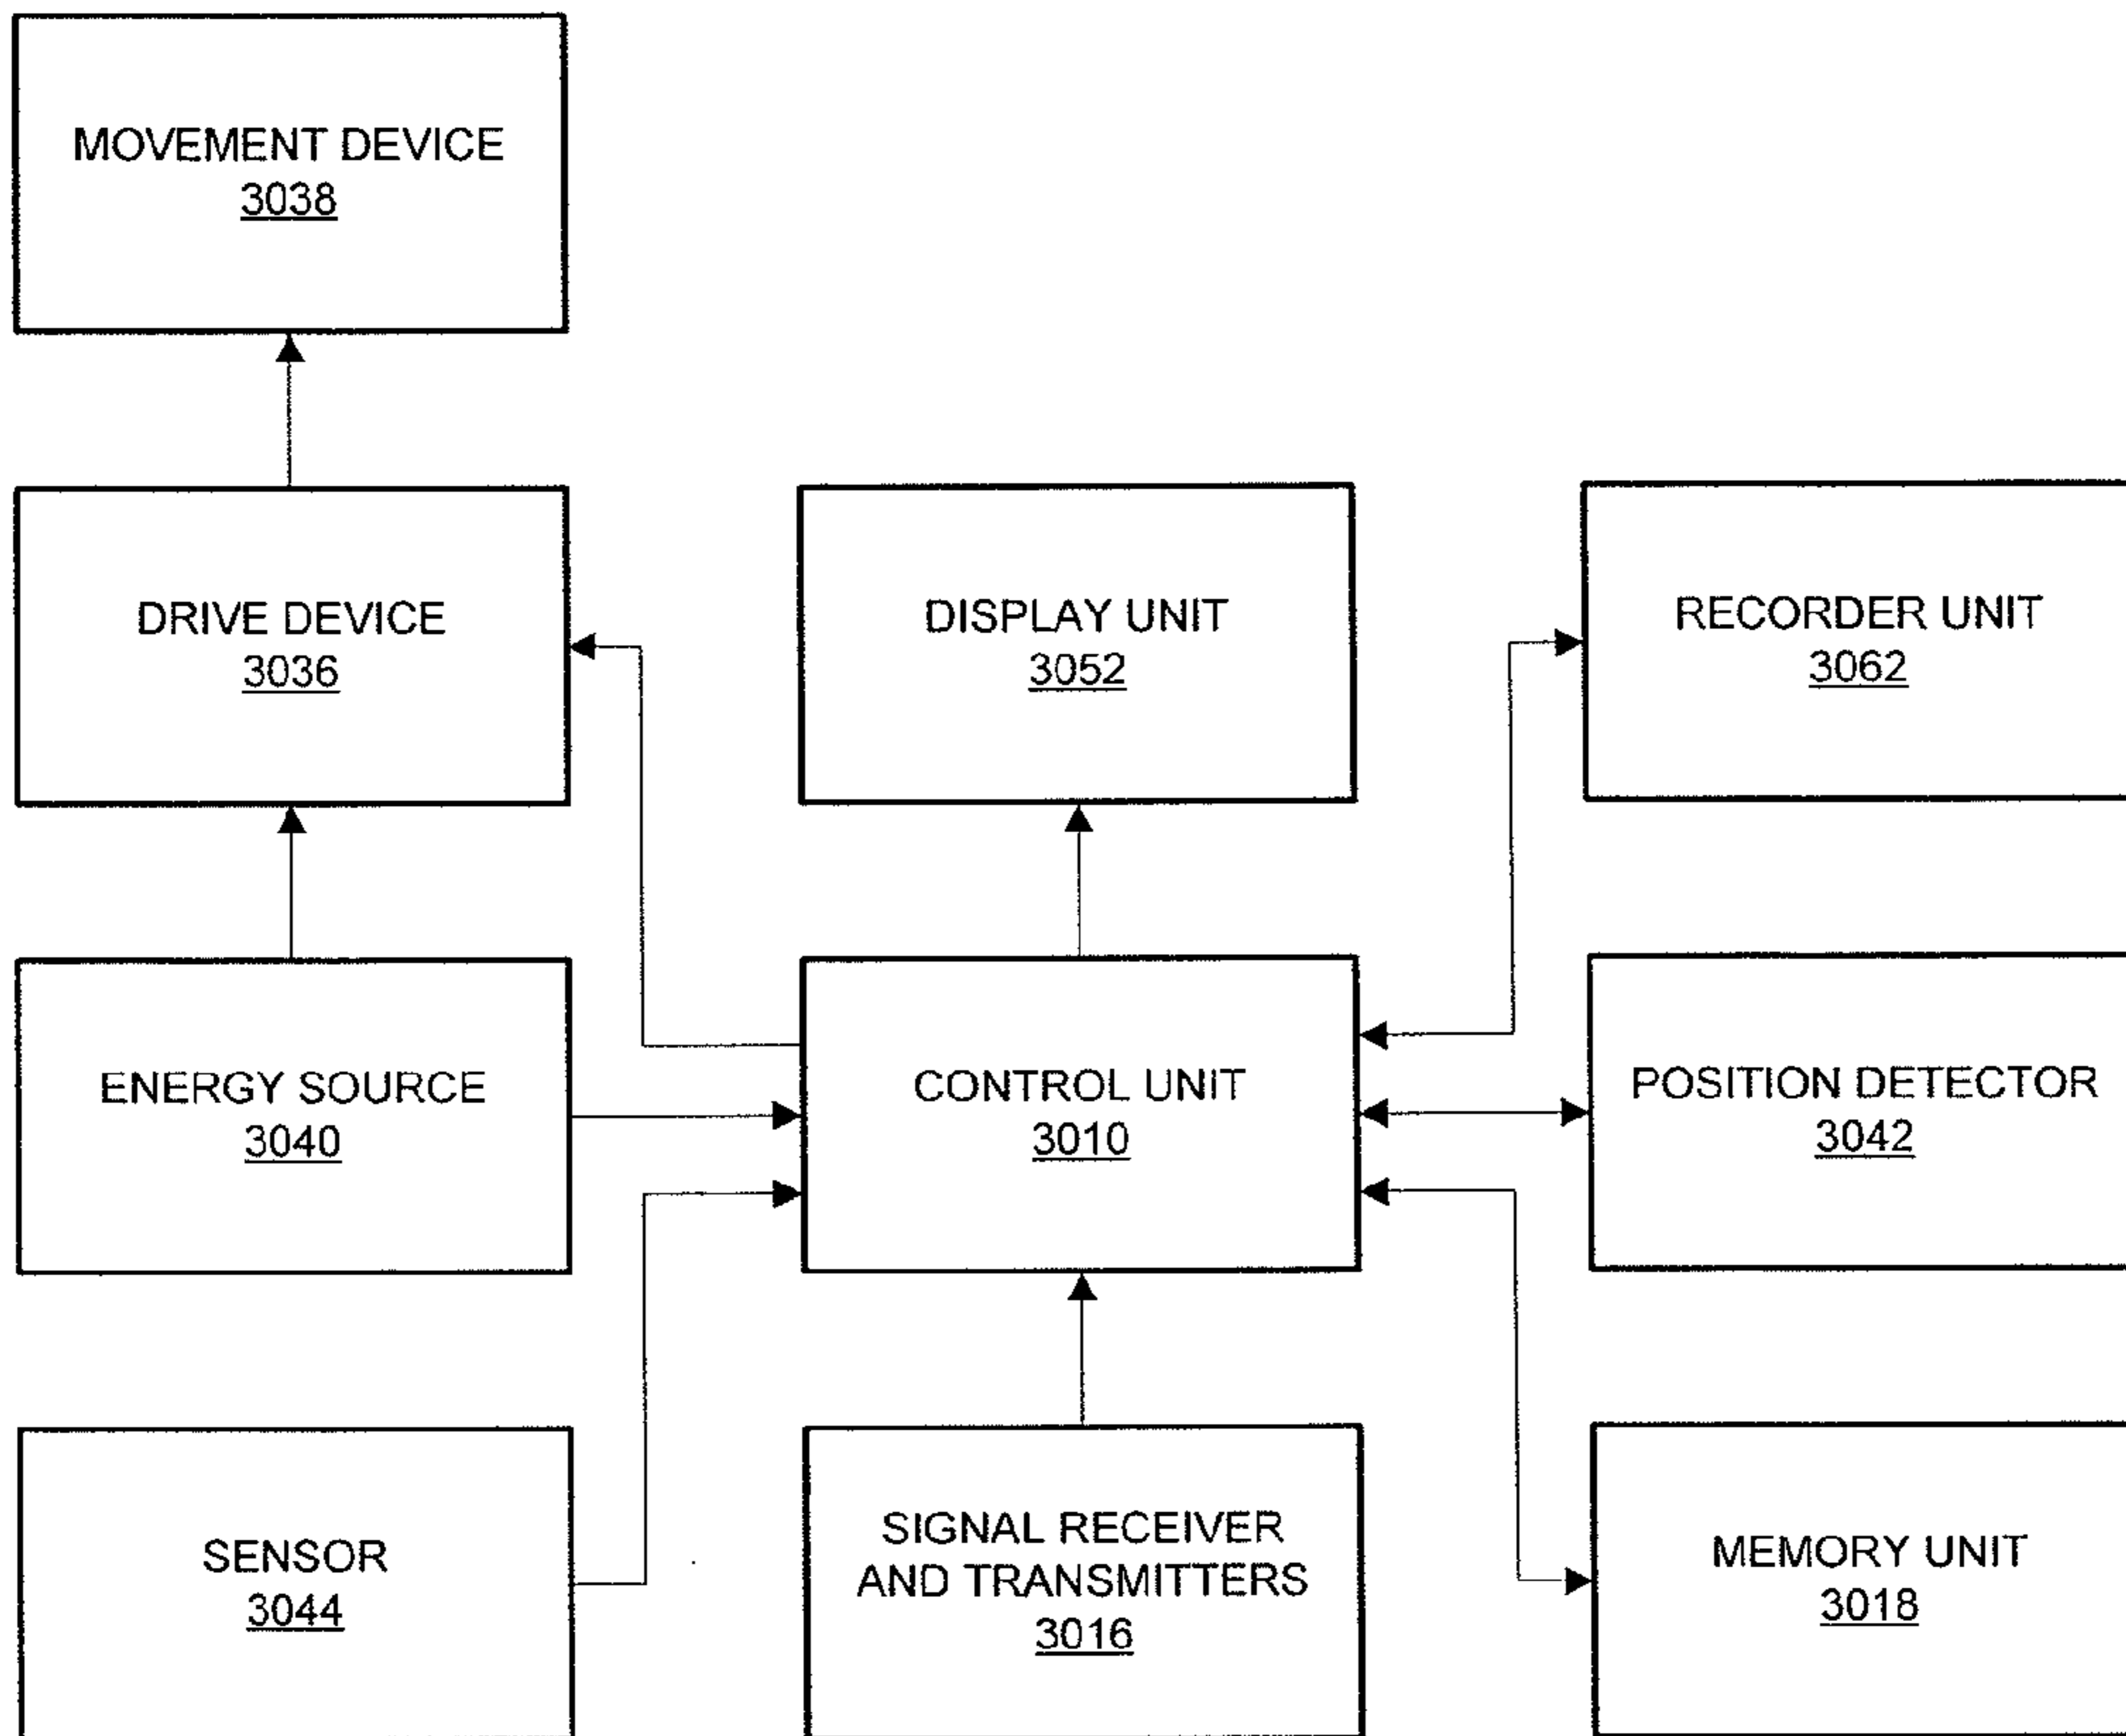 MOVEMENT DEVICE
3038
DRIVE DEVICE
3036
DISPLAY UNIT
3052
RECORDER UNIT
3062
ENERGY SOURCE
3040
CONTROL UNIT
3010
POSITION DETECTOR
3042
SENSOR
3044
SIGNAL RECEIVER
AND TRANSMITTERS
3016
MEMORY UNIT
3018